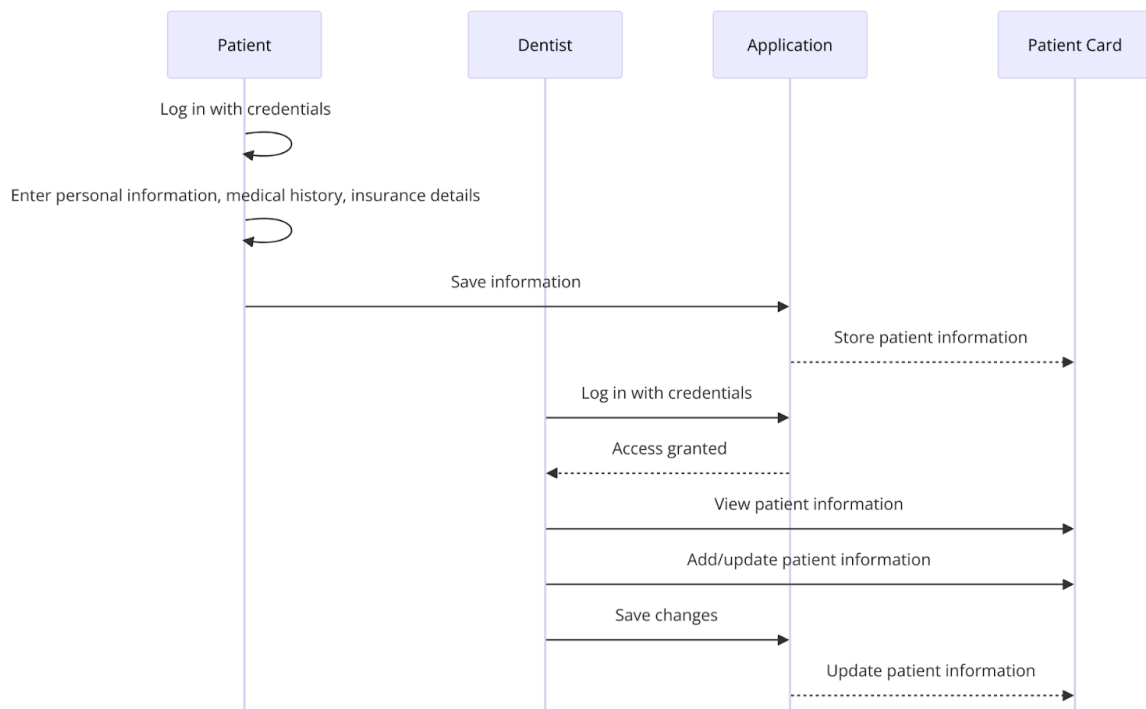 Patient
Dentist
Application
Patient Card
Log in with credentials
Enter personal information, medical history, insurance details
Save information
Store patient information
Log in with credentials
Access granted
View patient information
Add/update patient information
Save changes
Update patient information